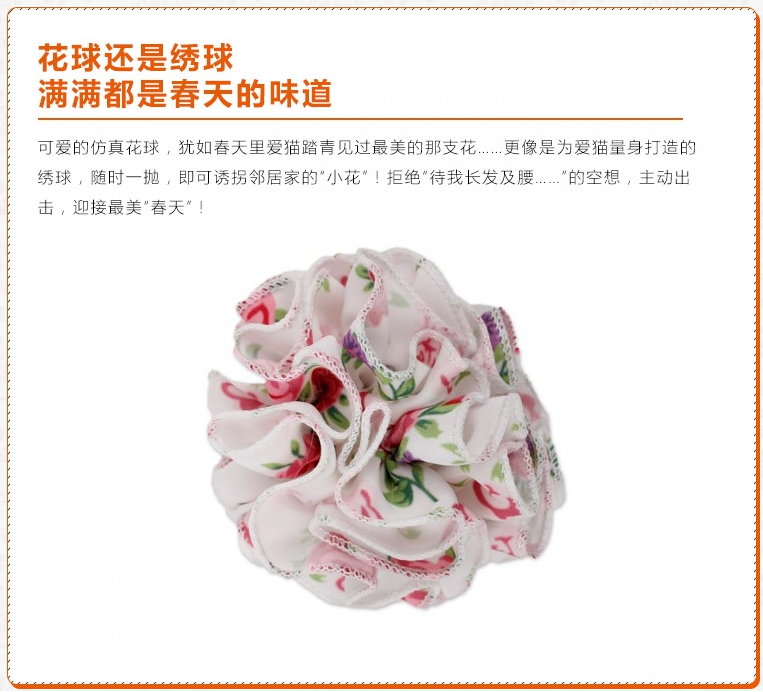 花球还是绣球
满满都是春天的味道
可爱的仿真花球，犹如春天里爱猫踏青见过最美的那支花……更像是为爱猫量身打造的
绣球，随时一抛，即可诱拐邻居家的“小花”！拒绝“待我长发及腰……”的空想，主动出
击，迎接最美“春天”！